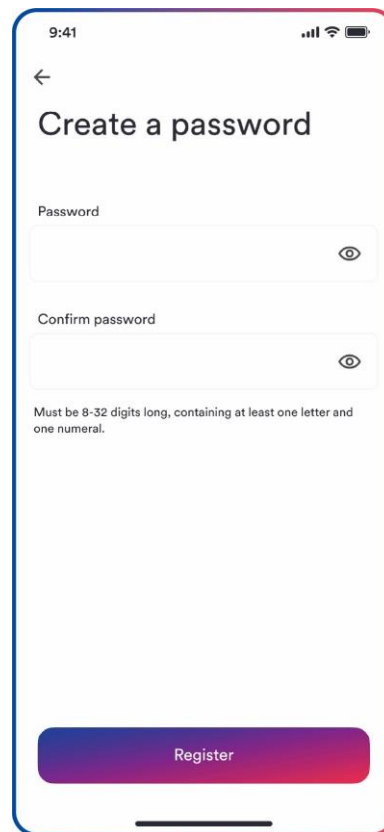 9:41
Create a password
Password
Confirm password
Must be 8-32 digits long, containing at least one letter and
one numeral.
Register